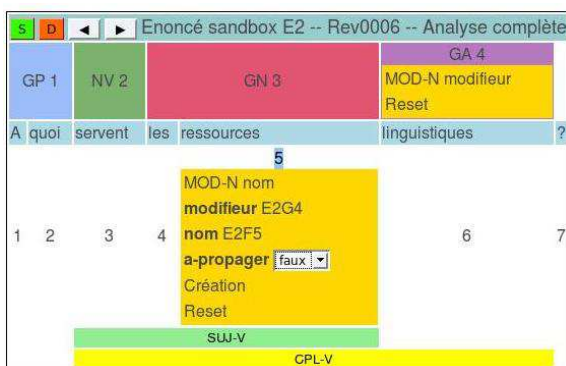 S D ◄ ► Enoncé sandbox E2 -- Rev0006 -- Analyse complète
GP 1 NV 2 GN 3 GA 4
MOD-N modifieur
Reset
A quoi servent les ressources linguistiques ?
1 2 3 4 5 6 7
MOD-N nom
modifieur E2G4
nom E2F5
a-propager faux
Création
Reset
SUJ-V
CPL-V